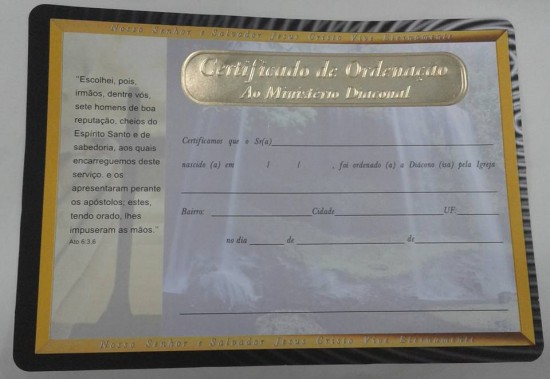 Nosso Senhor e Salvador Jesus Cristo Vive Eternamente
Certificado de Ordenação
Ao Ministério Diaconal
"Escolhei, pois,
irmãos, dentre vós,
sete homens de boa
reputação, cheios do
Espírito Santo e de
sabedoria, aos quais
encarreguemos deste
serviço. e os
apresentaram perante
os apóstolos; estes,
tendo orado, lhes
impuseram as mãos."
Ato 6.3,6
Certificamos que o Sr(a)
nascido (a) em / / , foi ordenado (a) a Diácono (isa) pela Igreja
Bairro: Cidade UF:
no dia de de
Nosso Senhor e Salvador Jesus Cristo Vive Eternamente